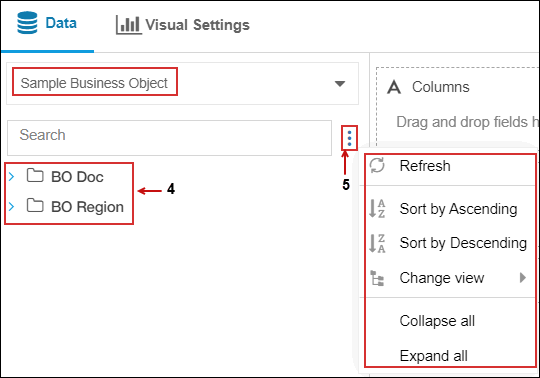 Data
Visual Settings
Sample Business Object
Columns
Search
Drag and drop fields h
BO Doc
BO Region
4
5
Refresh
Sort by Ascending
Sort by Descending
Change view
Collapse all
Expand all